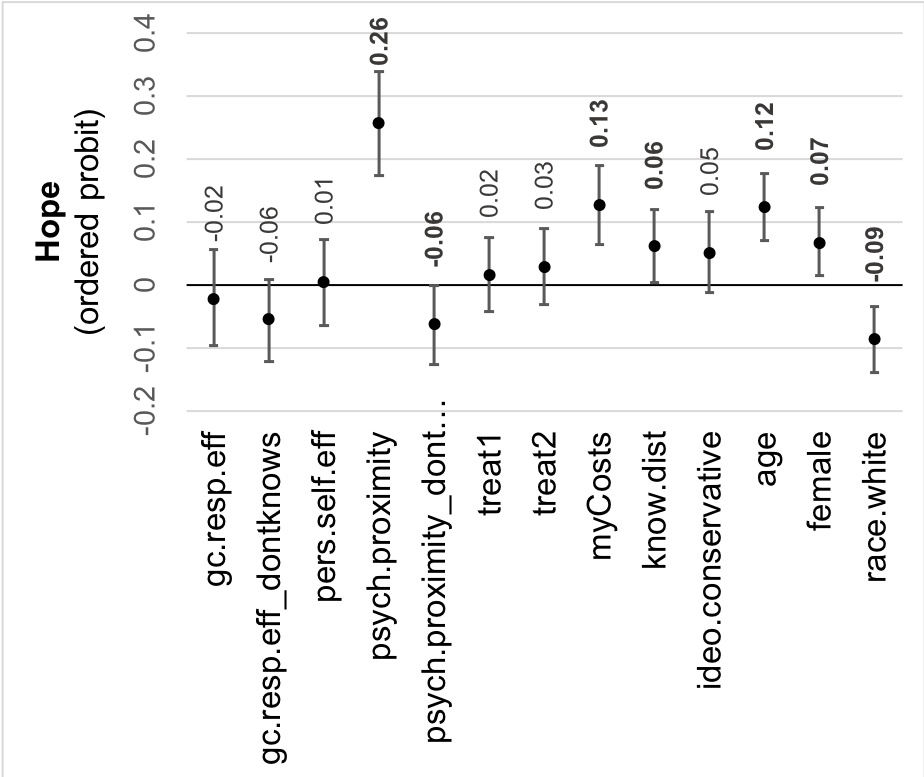 Hope
(ordered probit)
0.4
0.3
0.2
0.1
0
-0.1
-0.2
-0.02
-0.06
0.01
0.26
-0.06
0.02
0.03
0.13
0.06
0.05
0.12
0.07
-0.09
gc.resp.eff
gc.resp.eff_dontknows
pers.self.eff
psych.proximity
psych.proximity_dont…
treat1
treat2
myCosts
know.dist
ideo.conservative
age
female
race.white